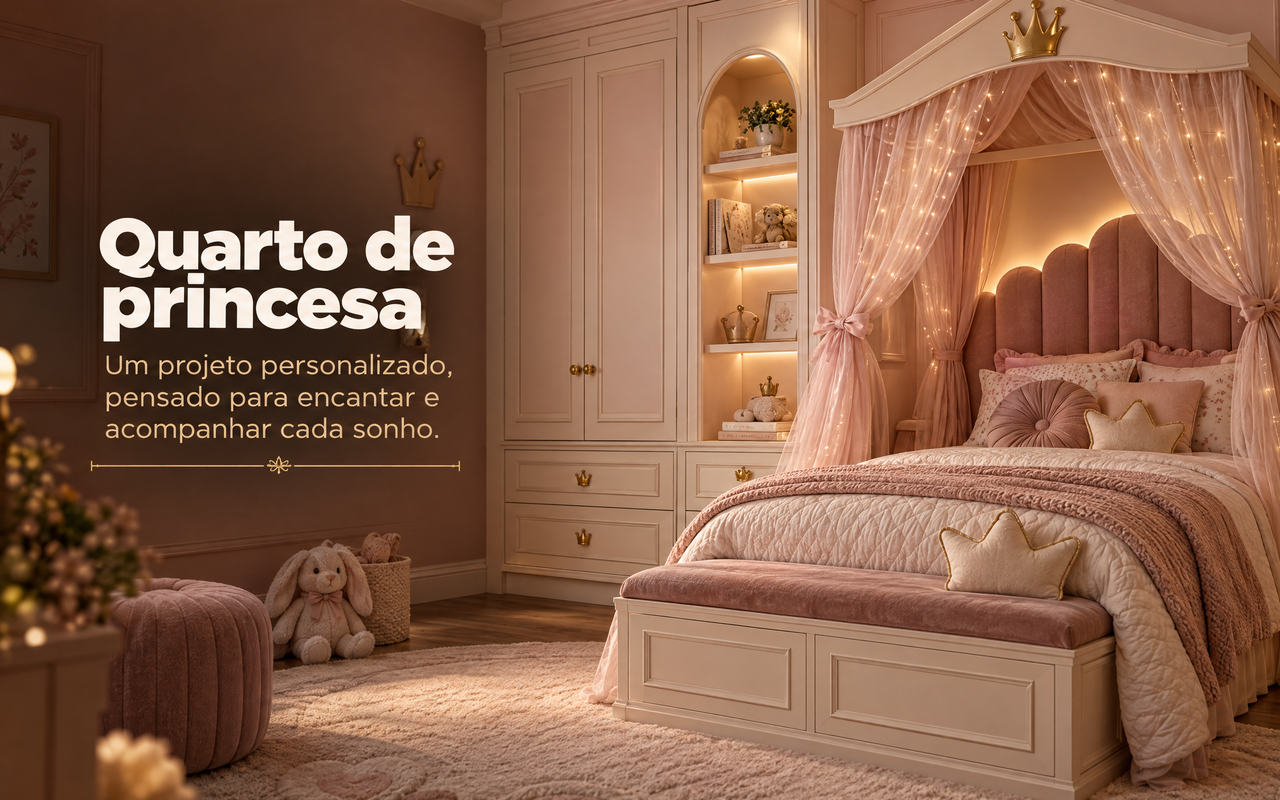 Quarto de
princesa
Um projeto personalizado,
pensado para encantar e
acompanhar cada sonho.